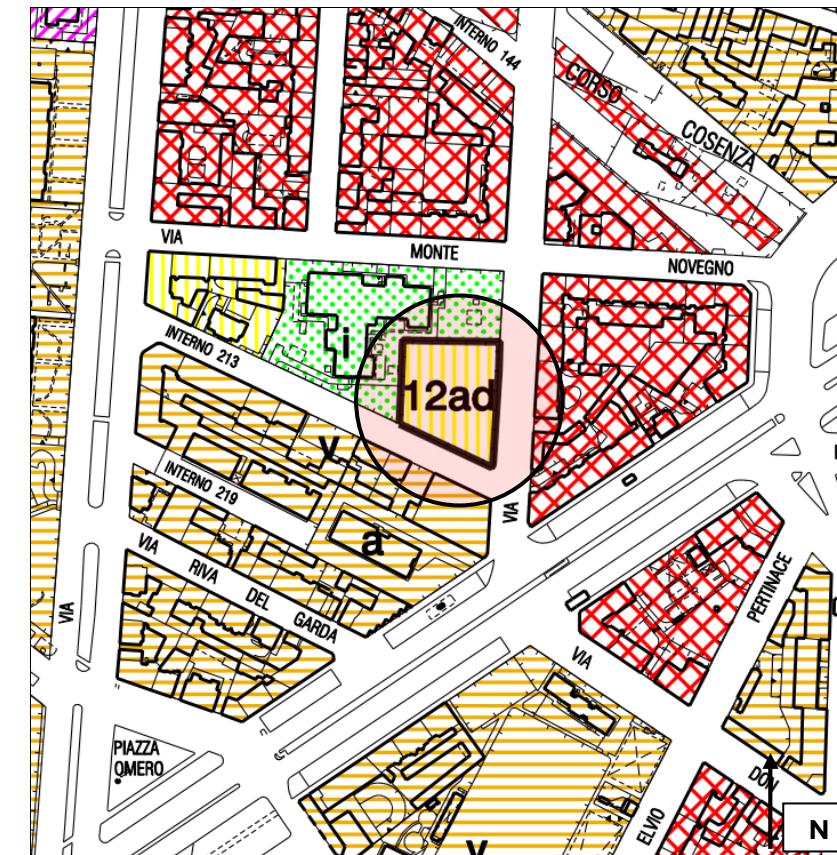 INTERNO 144
CORSO
COSENZA
VIA
MONTE
NOVEGNO
INTERNO 213
i
12ad
v
INTERNO 219
a
VIA
VIA
RIVA
DEL
GARDA
VIA
PERTINACE
VIA
PIAZZA
OMERO
DON
ELVIO
N
v